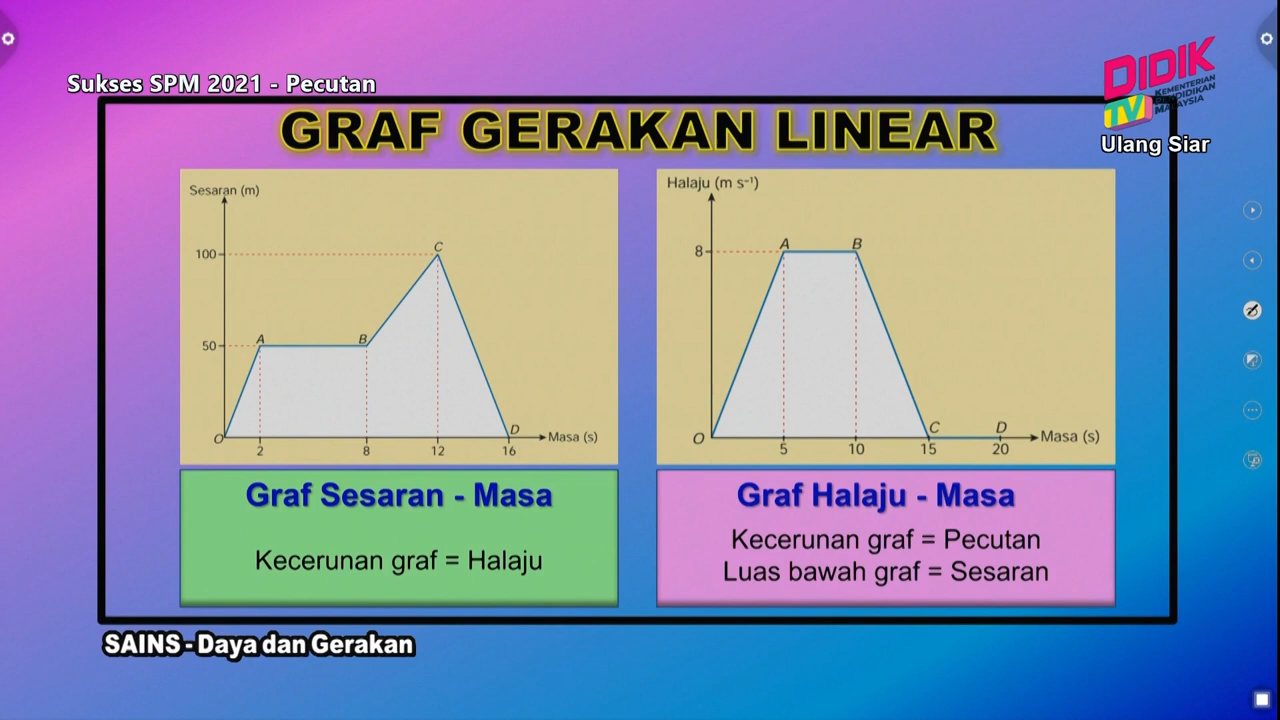 Sukses SPM 2021 - Pecutan
DIDIK
TV
KEMENTERIAN
PENDIDIKAN
MALAYSIA
Ulang Siar
GRAF GERAKAN LINEAR
Sesaran (m)
100
50
A
B
C
D
O
2
8
12
16
Masa (s)
Halaju (m s⁻¹)
8
A
B
C
D
O
5
10
15
20
Masa (s)
Graf Sesaran - Masa
Kecerunan graf = Halaju
Graf Halaju - Masa
Kecerunan graf = Pecutan
Luas bawah graf = Sesaran
SAINS - Daya dan Gerakan